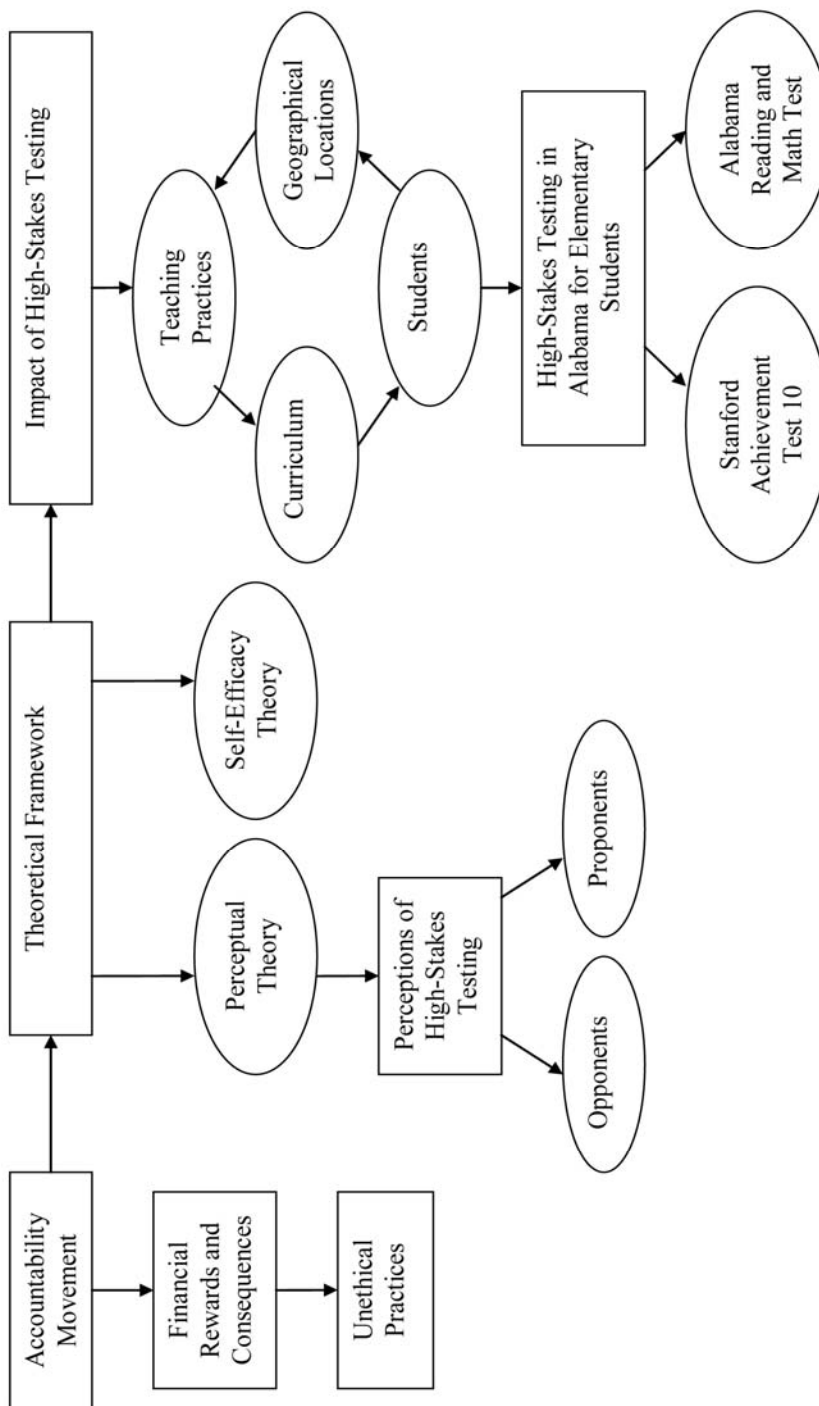 Accountability
Movement
Theoretical Framework
Impact of High-Stakes Testing
Financial
Rewards and
Consequences
Unethical
Practices
Perceptual
Theory
Self-Efficacy
Theory
Perceptions of
High-Stakes
Testing
Opponents
Proponents
Teaching
Practices
Curriculum
Geographical
Locations
Students
High-Stakes Testing in
Alabama for Elementary
Students
Stanford
Achievement
Test 10
Alabama
Reading and
Math Test